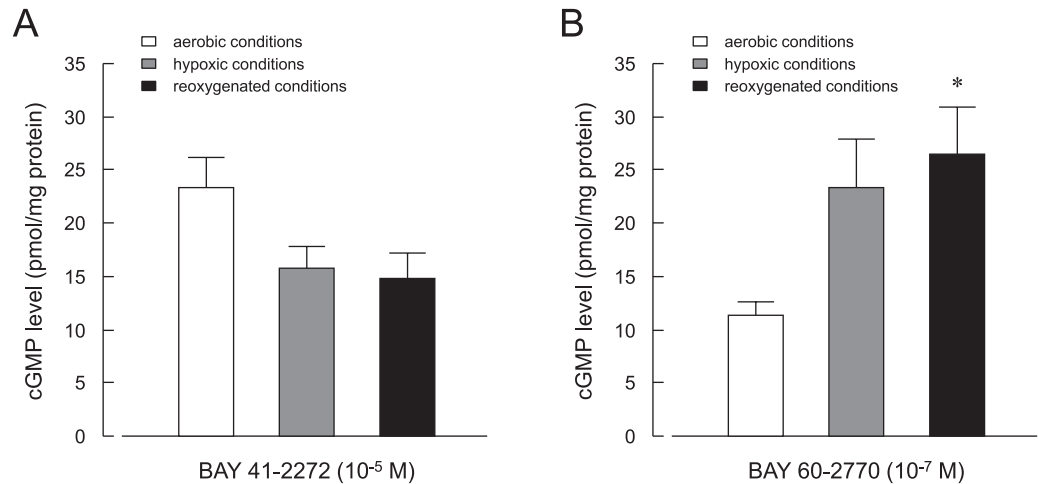 A
aerobic conditions
hypoxic conditions
reoxygenated conditions
35
30
25
20
15
10
5
0
cGMP level (pmol/mg protein)
BAY 41-2272 (10⁻⁵ M)
B
aerobic conditions
hypoxic conditions
reoxygenated conditions
*
35
30
25
20
15
10
5
0
cGMP level (pmol/mg protein)
BAY 60-2770 (10⁻⁷ M)